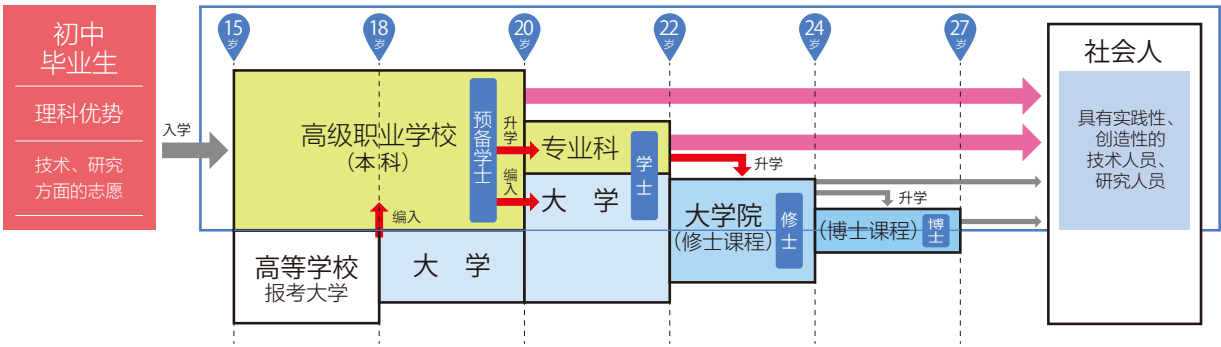 初中
毕业生
理科优势
技术、研究
方面的志愿
入学
15
岁
18
岁
20
岁
22
岁
24
岁
27
岁
高级职业学校
(本科)
预备学士
升学
编入
编入
高等学校
报考大学
大 学
专业科
大 学
学士
升学
大学院
(修士课程)
修士
升学
(博士课程)
博士
社会人
具有实践性、
创造性的
技术人员、
研究人员